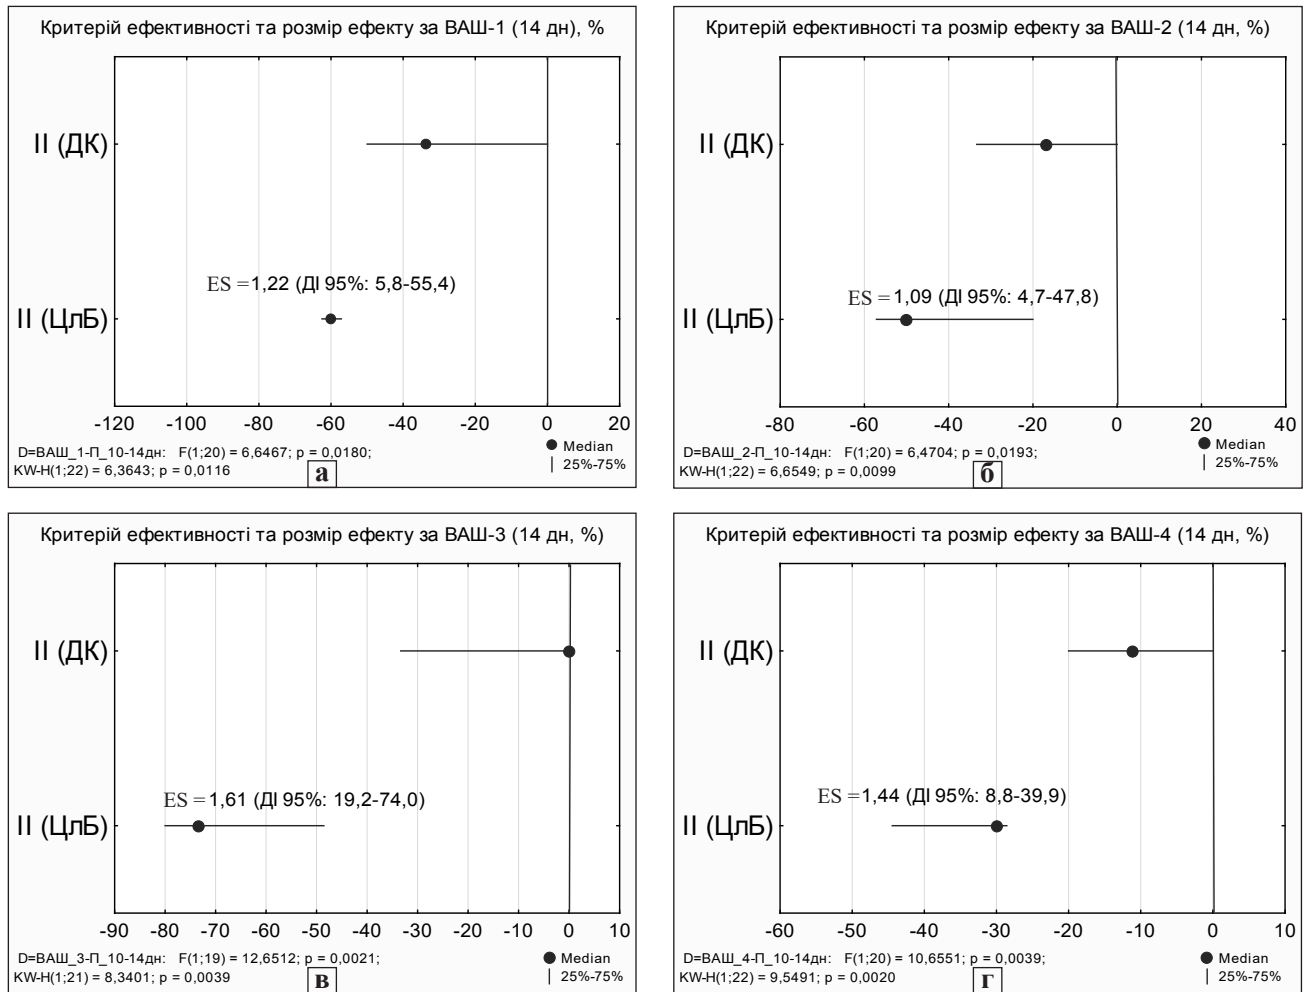 Критерій ефективності та розмір ефекту за ВАШ-1 (14 дн), %
II (ДК)
ES =1,22 (ДІ 95%: 5,8-55,4)
II (ЦлБ)
-120 -100 -80 -60 -40 -20 0 20
D=ВАШ_1-П_10-14дн: F(1;20) = 6,6467; p = 0,0180;
KW-H(1;22) = 6,3643; p = 0,0116
Median
25%-75%
а
Критерій ефективності та розмір ефекту за ВАШ-2 (14 дн, %)
II (ДК)
ES = 1,09 (ДІ 95%: 4,7-47,8)
II (ЦлБ)
-80 -60 -40 -20 0 20 40
D=ВАШ_2-П_10-14дн: F(1;20) = 6,4704; p = 0,0193;
KW-H(1;22) = 6,6549; p = 0,0099
Median
25%-75%
б
Критерій ефективності та розмір ефекту за ВАШ-3 (14 дн, %)
II (ДК)
ES = 1,61 (ДІ 95%: 19,2-74,0)
II (ЦлБ)
-90 -80 -70 -60 -50 -40 -30 -20 -10 0 10
D=ВАШ_3-П_10-14дн: F(1;19) = 12,6512; p = 0,0021;
KW-H(1;21) = 8,3401; p = 0,0039
Median
25%-75%
в
Критерій ефективності та розмір ефекту за ВАШ-4 (14 дн, %)
II (ДК)
ES =1,44 (ДІ 95%: 8,8-39,9)
II (ЦлБ)
-60 -50 -40 -30 -20 -10 0 10
D=ВАШ_4-П_10-14дн: F(1;20) = 10,6551; p = 0,0039;
KW-H(1;22) = 9,5491; p = 0,0020
Median
25%-75%
г